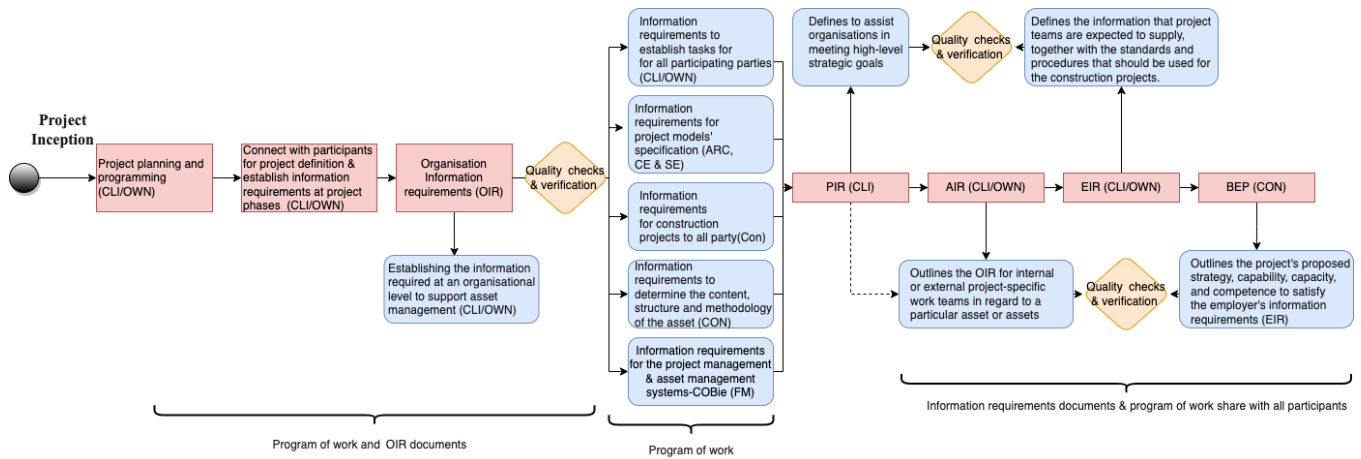 Project
Inception
Project planning and
programming
(CLI/OWN)
Connect with participants
for project definition &
establish information
requirements at project
phases  (CLI/OWN)
Organisation
Information
requirements (OIR)
Establishing the information
required at an organisational
level to support asset
management (CLI/OWN)
Quality checks
& verification
Information
requirements to
establish tasks for
for all participating parties
(CLI/OWN)
Information
requirements for
project models'
specification (ARC,
CE & SE)
Information
requirements
for construction
projects to all party(Con)
Information
requirements to
determine the content,
structure and methodology
of the asset (CON)
Information requirements
for the project management
& asset management
systems-COBie (FM)
Defines to assist
organisations in
meeting high-level
strategic goals
Quality checks
& verification
Defines the information that project
teams are expected to supply,
together with the standards and
procedures that should be used for
the construction projects.
PIR (CLI)
AIR (CLI/OWN)
EIR (CLI/OWN)
BEP (CON)
Outlines the OIR for internal
or external project-specific
work teams in regard to a
particular asset or assets
Quality checks
& verification
Outlines the project's proposed
strategy, capability, capacity,
and competence to satisfy
the employer's information
requirements (EIR)
Program of work and  OIR documents
Program of work
Information requirements documents & program of work share with all participants